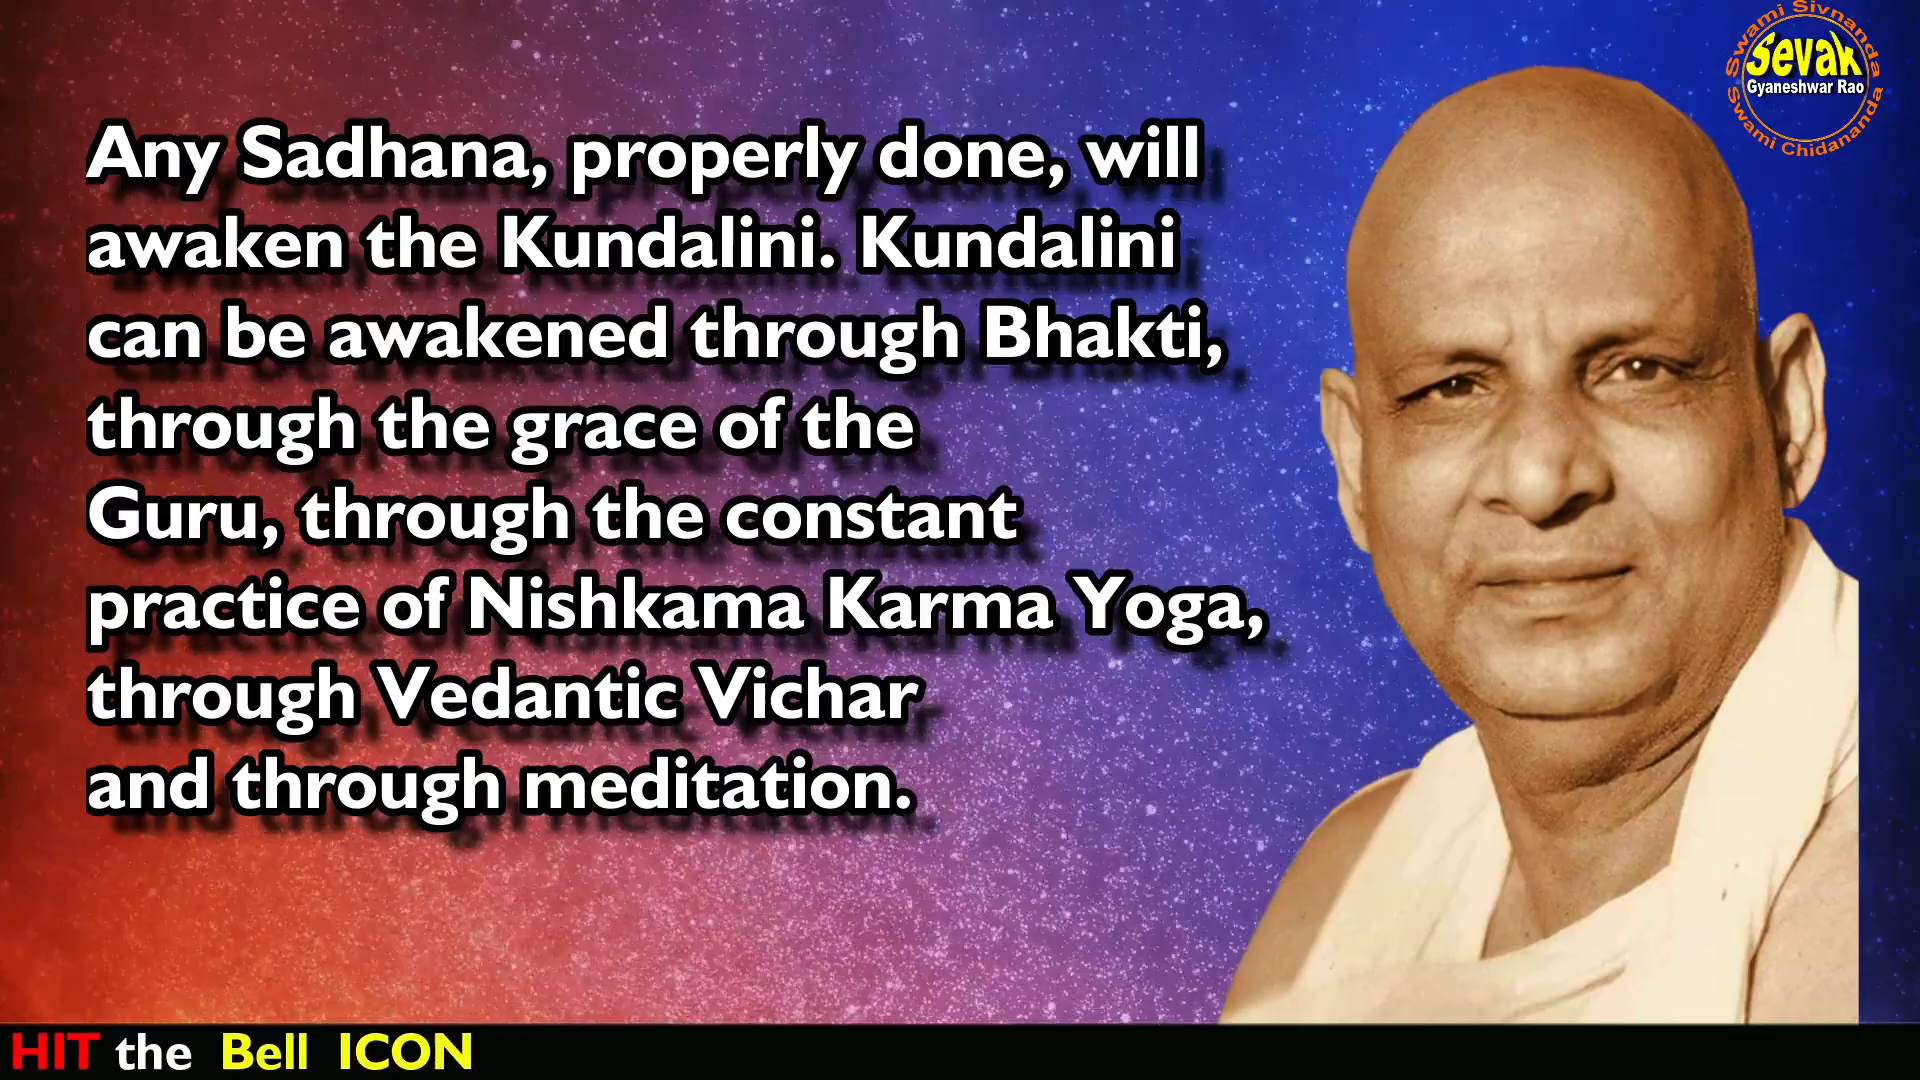 Swami Sivnanda
Sevak
Gyaneshwar Rao
Swami Chidananda
Any Sadhana, properly done, will
awaken the Kundalini. Kundalini
can be awakened through Bhakti,
through the grace of the
Guru, through the constant
practice of Nishkama Karma Yoga,
through Vedantic Vichar
and through meditation.
HIT the Bell ICON